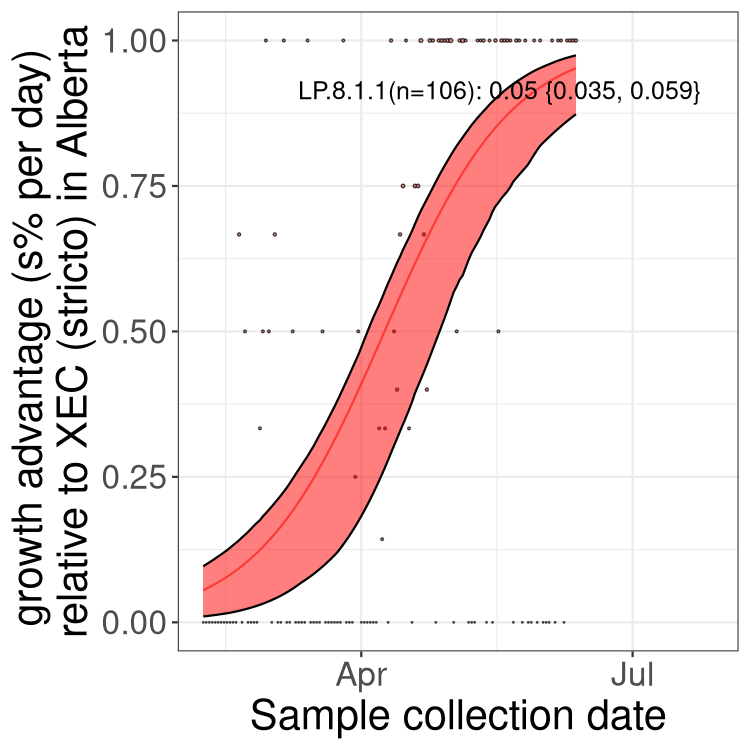 growth advantage (s% per day)
relative to XEC (stricto) in Alberta
1.00
0.75
0.50
0.25
0.00
LP.8.1.1(n=106): 0.05 {0.035, 0.059}
Apr
Jul
Sample collection date